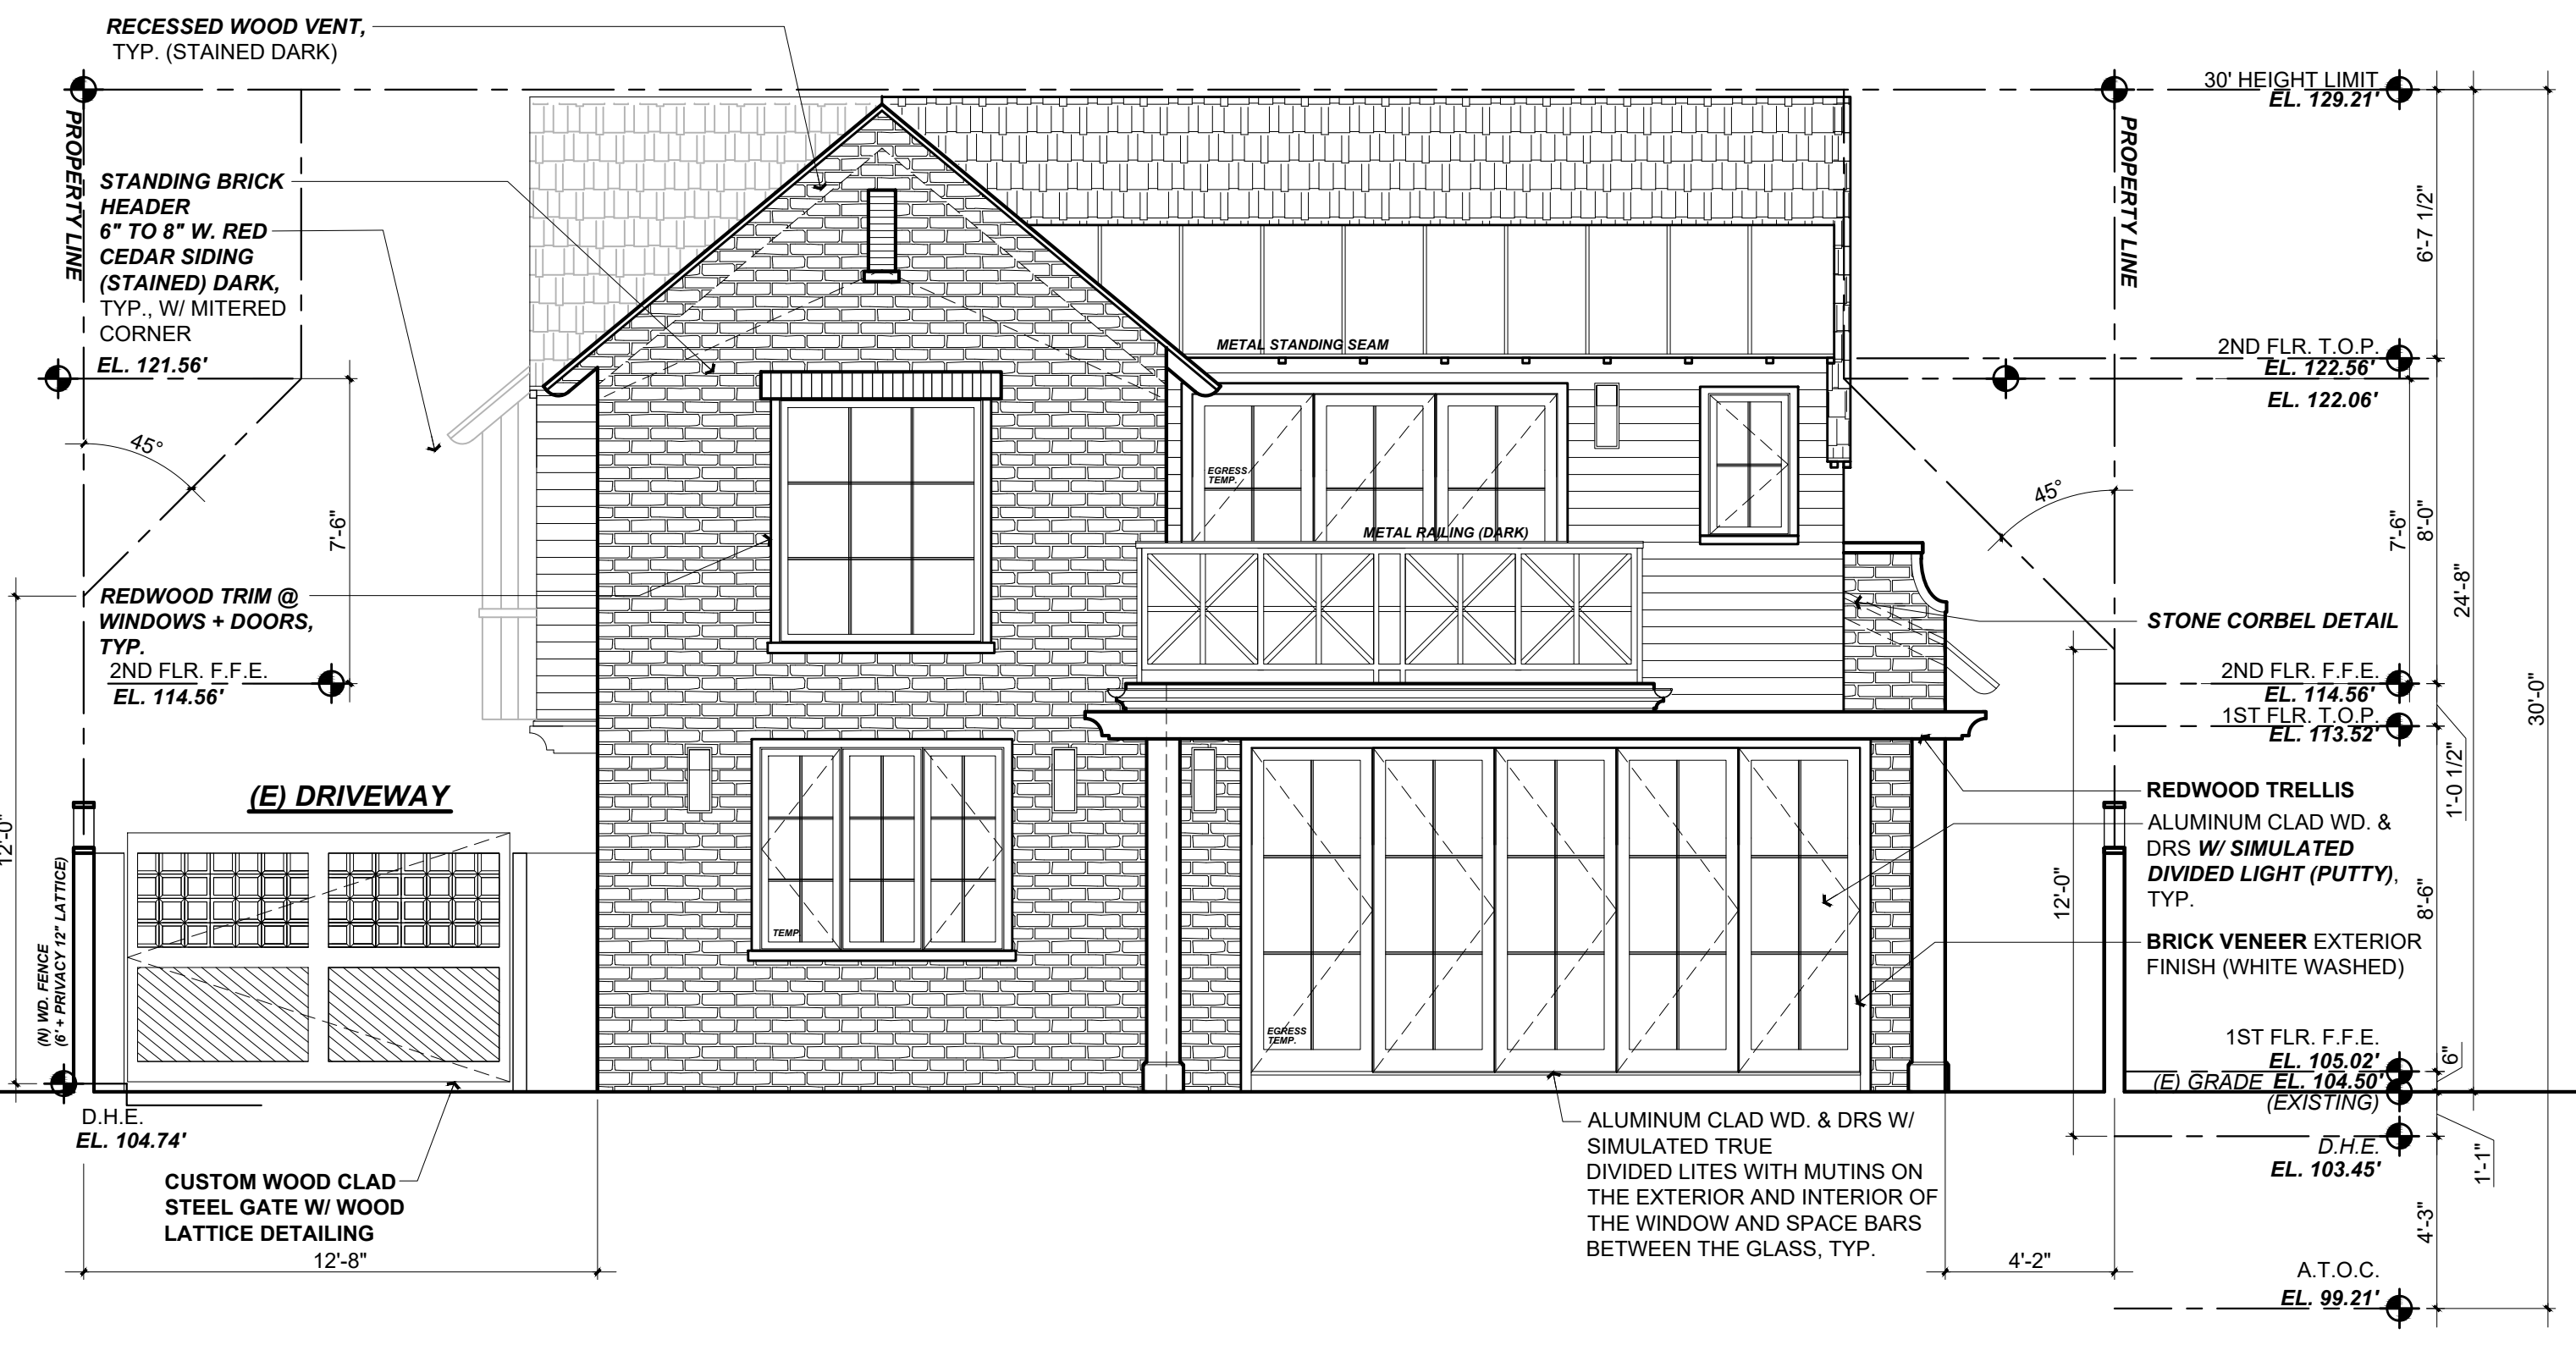 RECESSED WOOD VENT,
TYP. (STAINED DARK)
PROPERTY LINE
STANDING BRICK
HEADER
6" TO 8" W. RED
CEDAR SIDING
(STAINED) DARK,
TYP., W/ MITERED
CORNER
EL. 121.56'
45°
7'-6"
REDWOOD TRIM @
WINDOWS + DOORS,
TYP.
2ND FLR. F.F.E.
EL. 114.56'
12'-0"
(E) DRIVEWAY
(N) WD. FENCE
(6' + PRIVACY 12" LATTICE)
D.H.E.
EL. 104.74'
CUSTOM WOOD CLAD
STEEL GATE W/ WOOD
LATTICE DETAILING
12'-8"
METAL STANDING SEAM
EGRESS
TEMP.
METAL RAILING (DARK)
TEMP
EGRESS
TEMP.
ALUMINUM CLAD WD. & DRS W/
SIMULATED TRUE
DIVIDED LITES WITH MUTINS ON
THE EXTERIOR AND INTERIOR OF
THE WINDOW AND SPACE BARS
BETWEEN THE GLASS, TYP.
4'-2"
PROPERTY LINE
45°
12'-0"
30' HEIGHT LIMIT
EL. 129.21'
2ND FLR. T.O.P.
EL. 122.56'
EL. 122.06'
STONE CORBEL DETAIL
2ND FLR. F.F.E.
EL. 114.56'
1ST FLR. T.O.P.
EL. 113.52'
REDWOOD TRELLIS
ALUMINUM CLAD WD. &
DRS W/ SIMULATED
DIVIDED LIGHT (PUTTY),
TYP.
BRICK VENEER EXTERIOR
FINISH (WHITE WASHED)
1ST FLR. F.F.E.
EL. 105.02'
(E) GRADE EL. 104.50'
(EXISTING)
D.H.E.
EL. 103.45'
A.T.O.C.
EL. 99.21'
6'-7 1/2"
7'-6"
8'-0"
24'-8"
30'-0"
1'-0 1/2"
8'-6"
6"
1'-1"
4'-3"